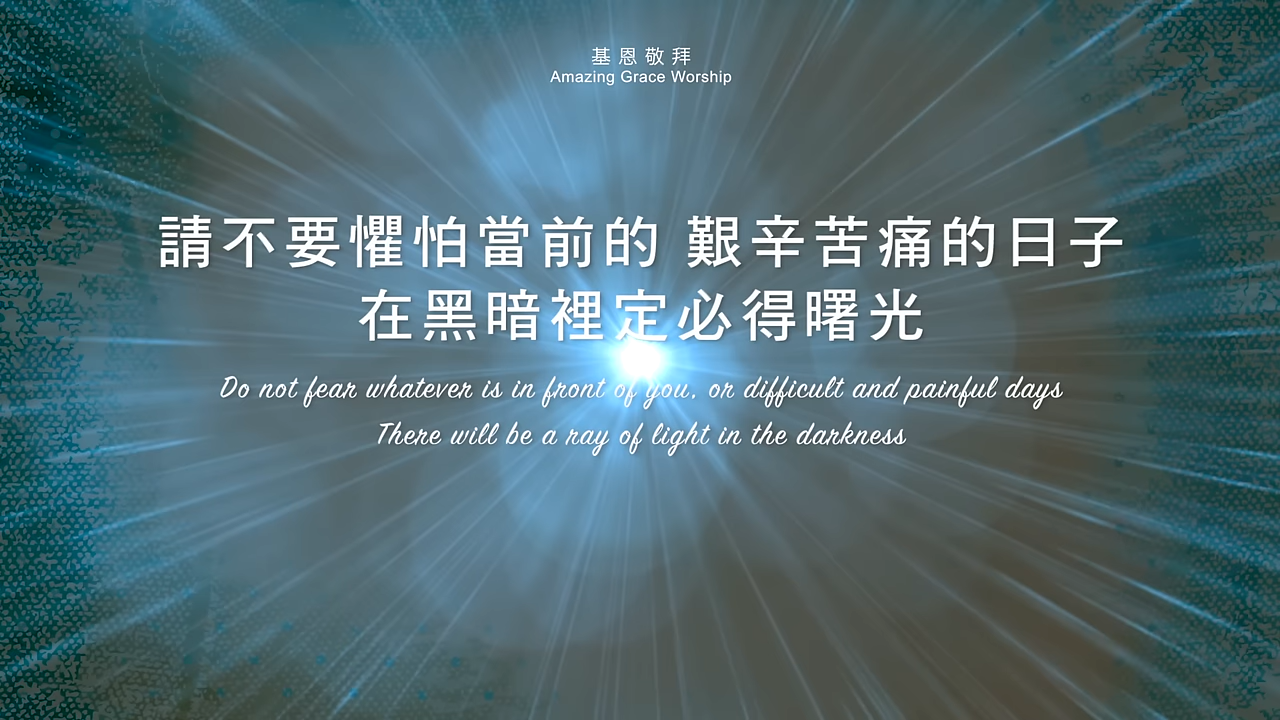 基恩敬拜
Amazing Grace Worship
請不要懼怕當前的 艱辛苦痛的日子
在黑暗裡定必得曙光
Do not fear whatever is in front of you, or difficult and painful days
There will be a ray of light in the darkness